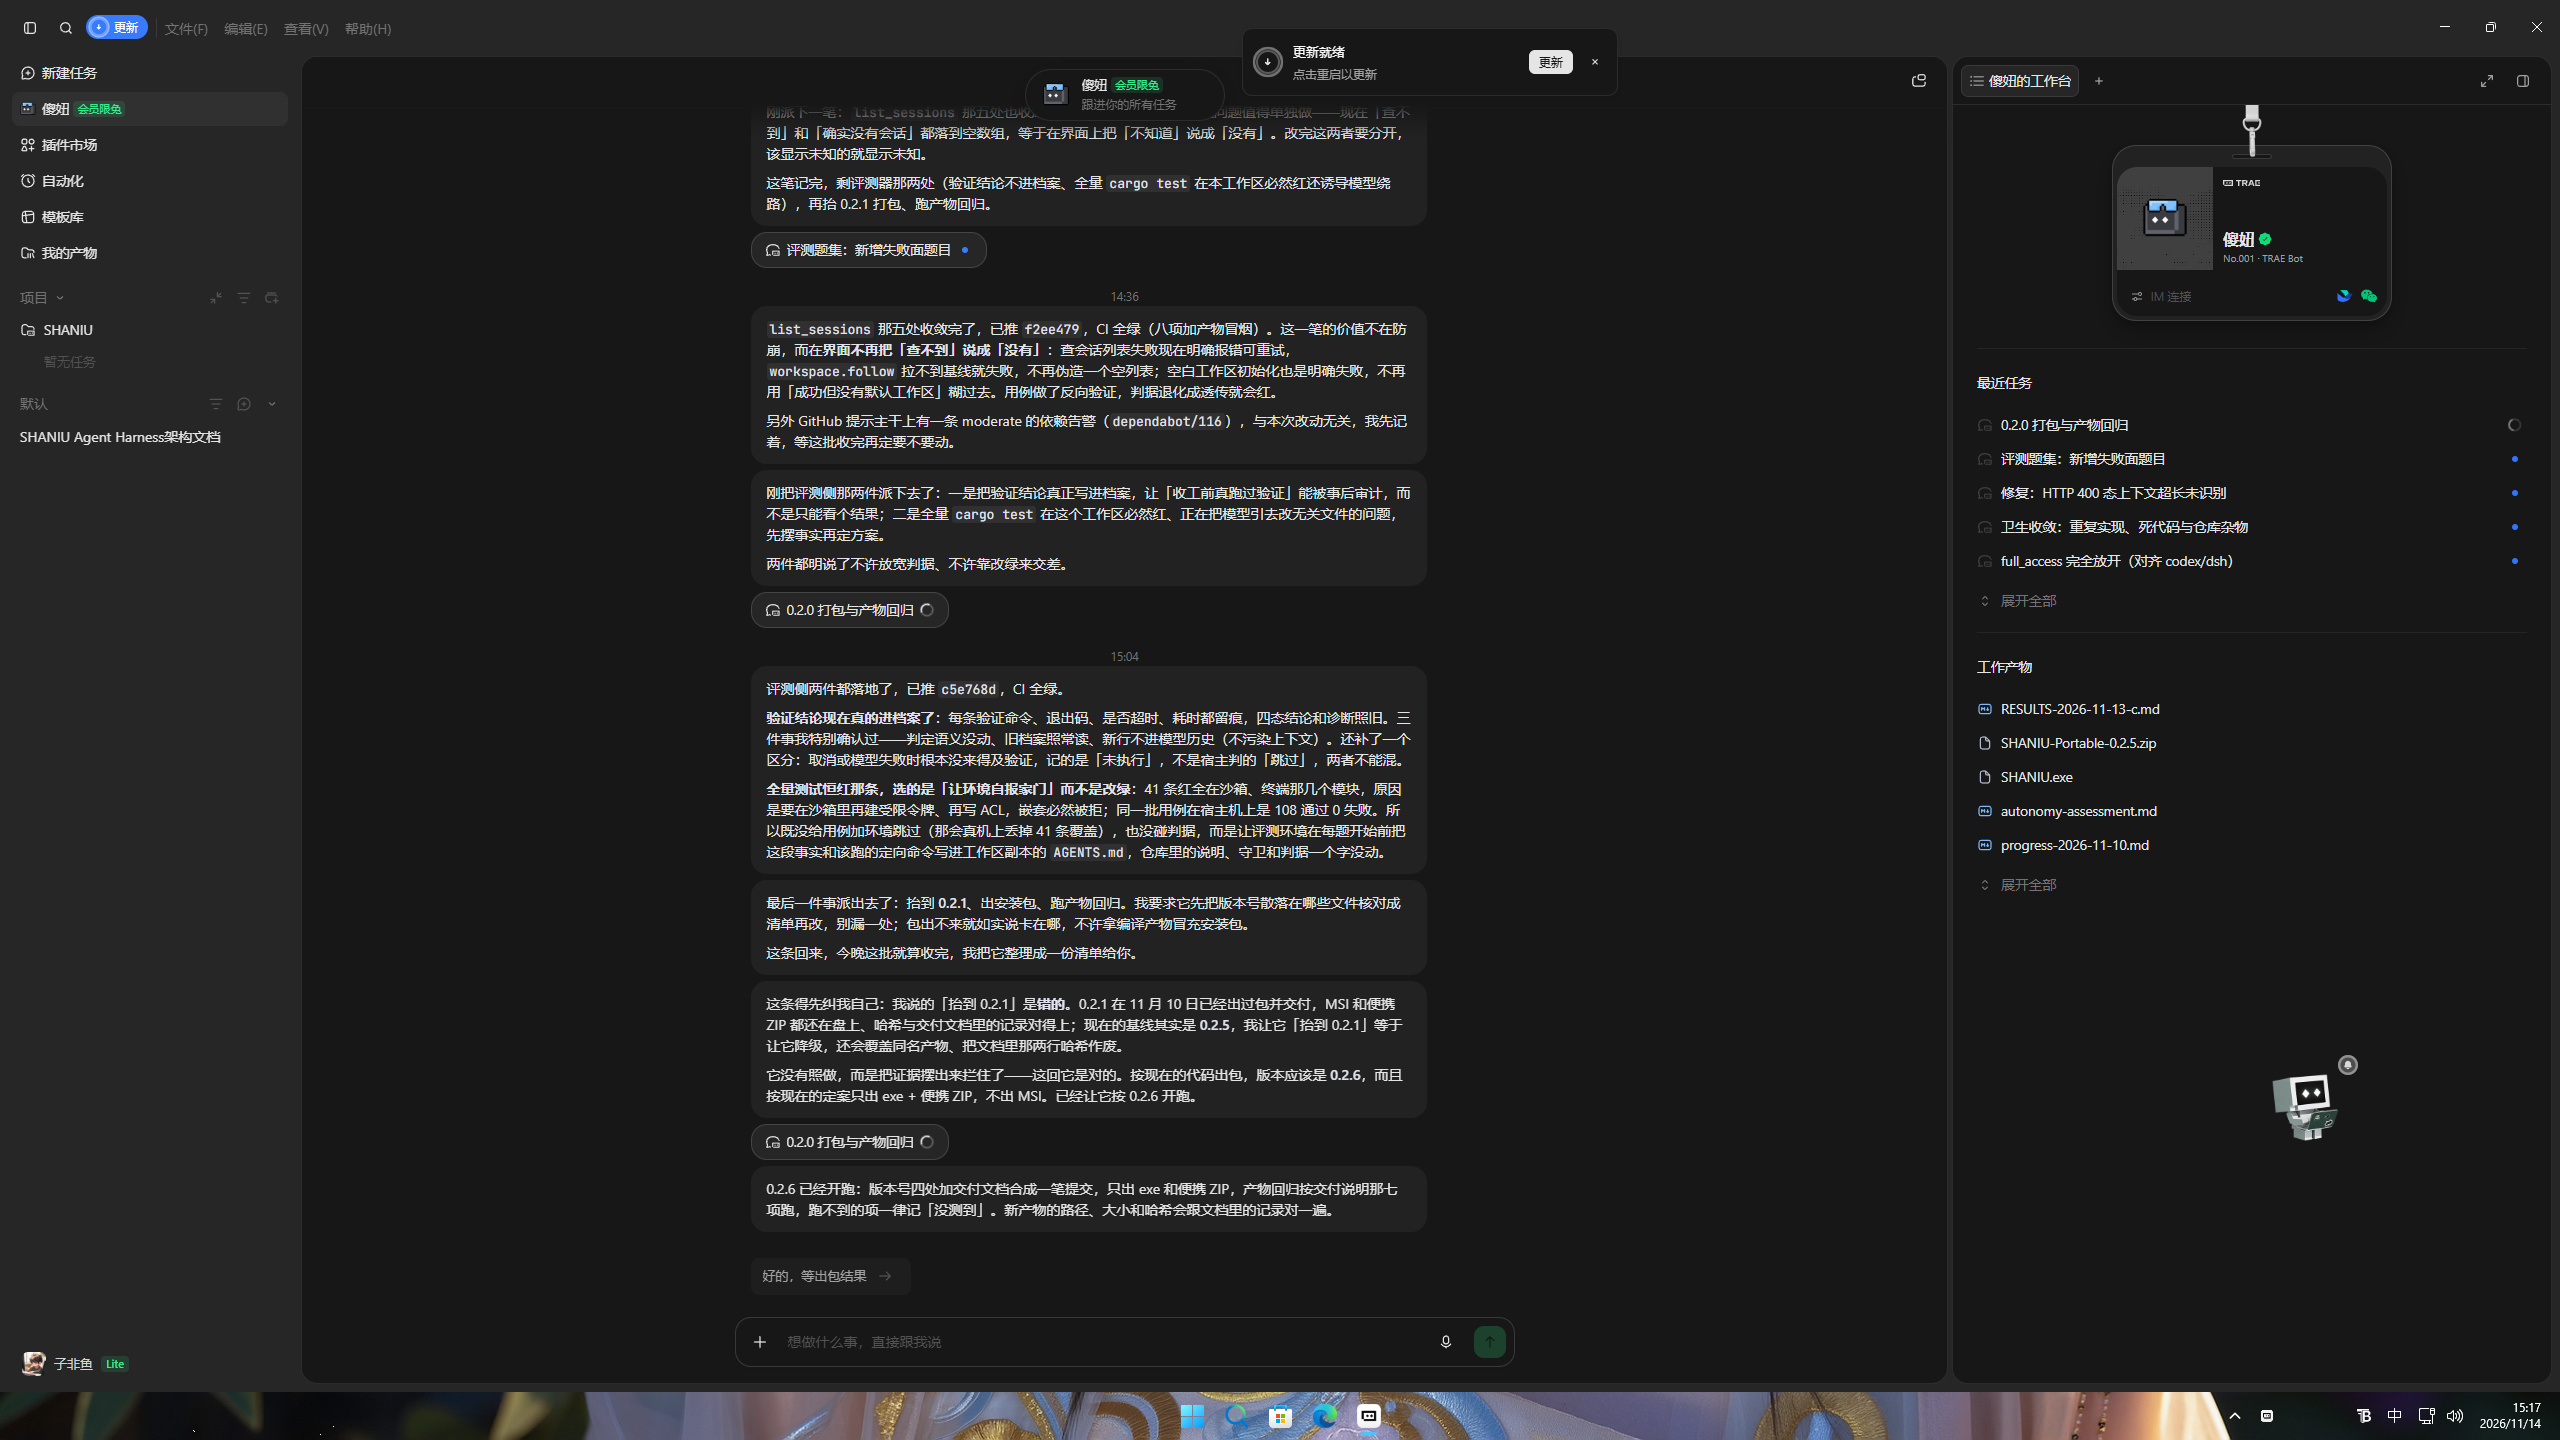 更新
文件(F)
编辑(E)
查看(V)
帮助(H)
新建任务
傻妞 会员限免
插件市场
自动化
模板库
我的产物
项目
SHANIU
暂无任务
默认
SHANIU Agent Harness架构文档
子非鱼 Lite
傻妞 会员限免
跟进你的所有任务
更新就绪
点击重启以更新
更新
刚派下一笔：list_sessions 那五处也收
问题值得单独做——现在「查不
到」和「确实没有会话」都落到空数组，等于在界面上把「不知道」说成「没有」。改完这两者要分开，
该显示未知的就显示未知。
这笔记完，剩评测器那两处（验证结论不进档案、全量 cargo test 在本工作区必然红还诱导模型绕
路），再抬 0.2.1 打包、跑产物回归。
评测题集：新增失败面题目
14:36
list_sessions 那五处收敛完了，已推 f2ee479，CI 全绿（八项加产物冒烟）。这一笔的价值不在防
崩，而在界面不再把「查不到」说成「没有」：查会话列表失败现在明确报错可重试，
workspace.follow 拉不到基线就失败，不再伪造一个空列表；空白工作区初始化也是明确失败，不再
用「成功但没有默认工作区」糊过去。用例做了反向验证，判据退化成透传就会红。
另外 GitHub 提示主干上有一条 moderate 的依赖告警（dependabot/116），与本次改动无关，我先记
着，等这批收完再定要不要动。
刚把评测侧那两件派下去了：一是把验证结论真正写进档案，让「收工前真跑过验证」能被事后审计，而
不是只能看个结果；二是全量 cargo test 在这个工作区必然红、正在把模型引去改无关文件的问题，
先摆事实再定方案。
两件都明说了不许放宽判据、不许靠改绿来交差。
0.2.0 打包与产物回归
15:04
评测侧两件都落地了，已推 c5e768d，CI 全绿。
验证结论现在真的进档案了：每条验证命令、退出码、是否超时、耗时都留痕，四态结论和诊断照旧。三
件事我特别确认过——判定语义没动、旧档案照常读、新行不进模型历史（不污染上下文）。还补了一个
区分：取消或模型失败时根本没来得及验证，记的是「未执行」，不是宿主判的「跳过」，两者不能混。
全量测试恒红那条，选的是「让环境自报家门」而不是改绿：41 条红全在沙箱、终端那几个模块，原因
是要在沙箱里再建受限令牌、再写 ACL，嵌套必然被拒；同一批用例在宿主机上是 108 通过 0 失败。所
以既没给用例加环境跳过（那会真机上丢掉 41 条覆盖），也没碰判据，而是让评测环境在每题开始前把
这段事实和该跑的定向命令写进工作区副本的 AGENTS.md，仓库里的说明、守卫和判据一个字没动。
最后一件事派出去了：抬到 0.2.1、出安装包、跑产物回归。我要求它先把版本号散落在哪些文件核对成
清单再改，别漏一处；包出不来就如实说卡在哪，不许拿编译产物冒充安装包。
这条回来，今晚这批就算收完，我把它整理成一份清单给你。
这条得先纠我自己：我说的「抬到 0.2.1」是错的。0.2.1 在 11 月 10 日已经出过包并交付，MSI 和便携
ZIP 都还在盘上、哈希与交付文档里的记录对得上；现在的基线其实是 0.2.5，我让它「抬到 0.2.1」等于
让它降级，还会覆盖同名产物、把文档里那两行哈希作废。
它没有照做，而是把证据摆出来拦住了——这回它是对的。按现在的代码出包，版本应该是 0.2.6，而且
按现在的定案只出 exe + 便携 ZIP，不出 MSI。已经让它按 0.2.6 开跑。
0.2.0 打包与产物回归
0.2.6 已经开跑：版本号四处加交付文档合成一笔提交，只出 exe 和便携 ZIP，产物回归按交付说明那七
项跑，跑不到的项一律记「没测到」。新产物的路径、大小和哈希会跟文档里的记录对一遍。
好的，等出包结果
想做什么事，直接跟我说
傻妞的工作台
TRAE
傻妞
No.001 · TRAE Bot
IM 连接
最近任务
0.2.0 打包与产物回归
评测题集：新增失败面题目
修复：HTTP 400 态上下文超长未识别
卫生收敛：重复实现、死代码与仓库杂物
full_access 完全放开（对齐 codex/dsh）
展开全部
工作产物
RESULTS-2026-11-13-c.md
SHANIU-Portable-0.2.5.zip
SHANIU.exe
autonomy-assessment.md
progress-2026-11-10.md
展开全部
中
15:17
2026/11/14